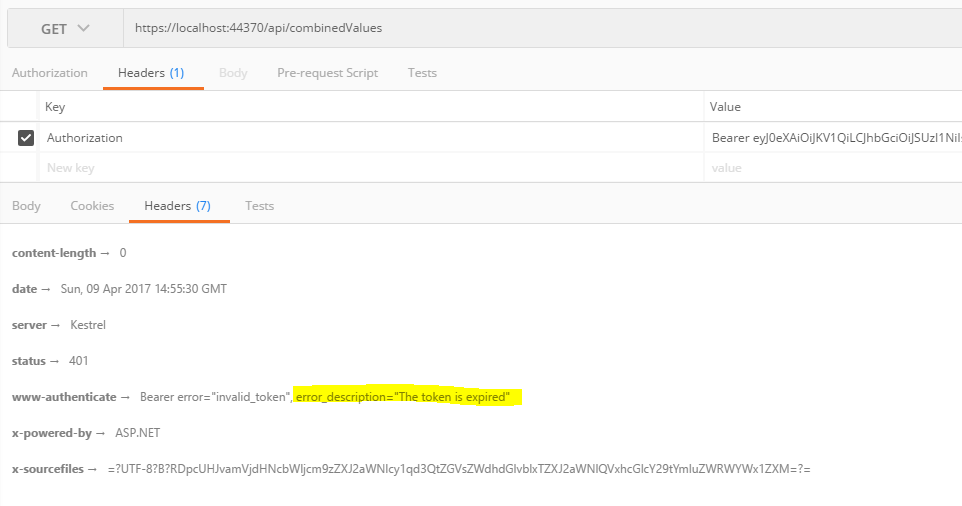 GET https://localhost:44370/api/combinedValues
Authorization Headers (1) Body Pre-request Script Tests
Key Value
Authorization Bearer eyJ0eXAiOiJKV1QiLCJhbGciOiJSUzI1NiIs
New key value
Body Cookies Headers (7) Tests
content-length → 0
date → Sun, 09 Apr 2017 14:55:30 GMT
server → Kestrel
status → 401
www-authenticate → Bearer error="invalid_token", error_description="The token is expired"
x-powered-by → ASP.NET
x-sourcefiles → =?UTF-8?B?RDpcUHJvamVjdHNcbWljcm9zZXJ2aWNlcy1qd3QtZGVsZWdhdGlvblxTZXJ2aWNlQVxhcGlcY29tYmluZWRWYWx1ZXM=?=